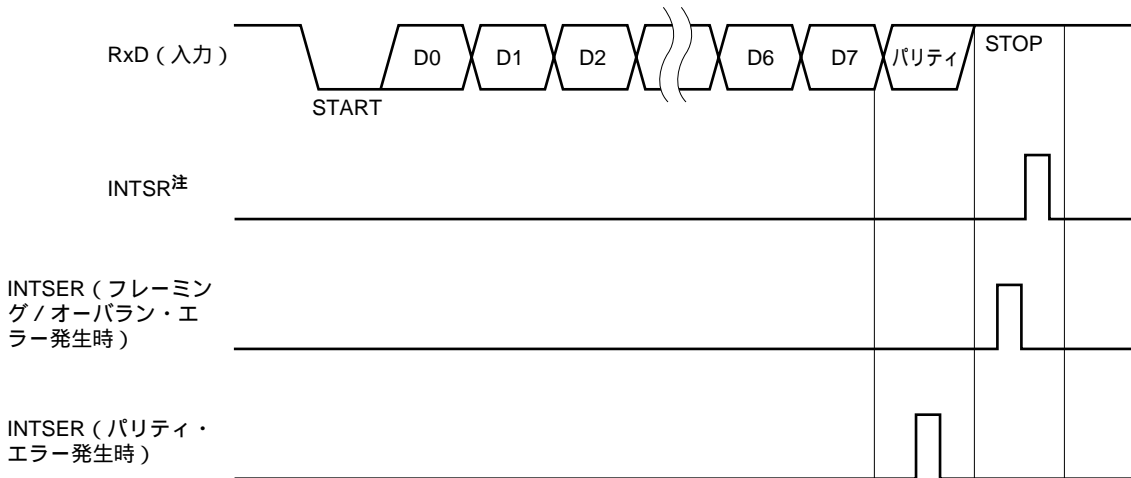 RxD（入力）
D0 D1 D2 D6 D7 パリティ STOP
START
INTSR注
INTSER（フレーミン
グ／オーバラン・エ
ラー発生時）
INTSER（パリティ・
エラー発生時）